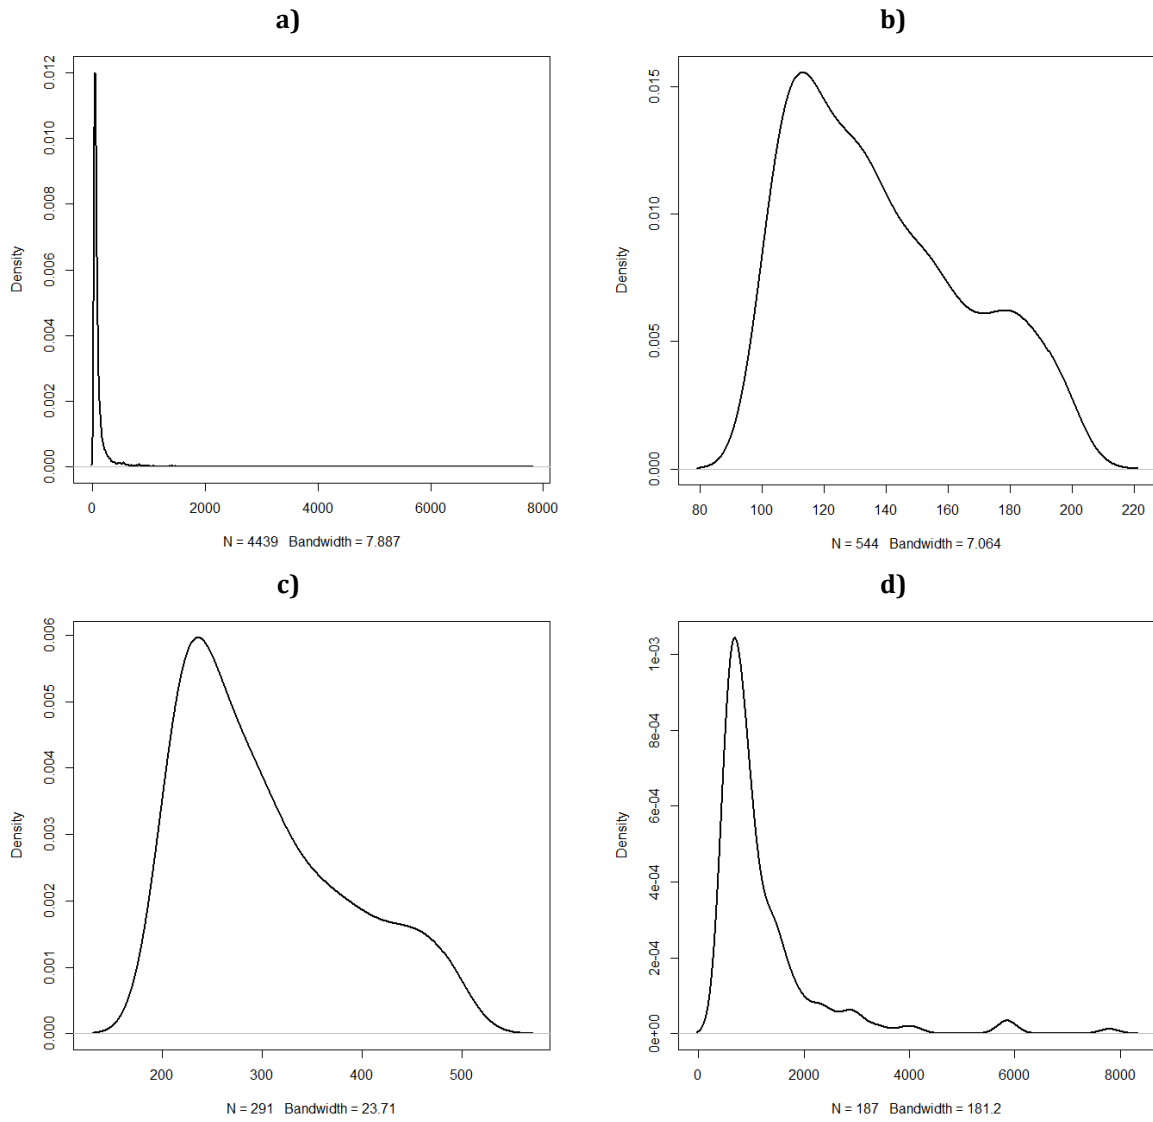 a)
b)
0.000 0.002 0.004 0.006 0.008 0.010 0.012
Density
0 2000 4000 6000 8000
N = 4439 Bandwidth = 7.887
0.000 0.005 0.010 0.015
Density
80 100 120 140 160 180 200 220
N = 544 Bandwidth = 7.064
c)
d)
0.000 0.001 0.002 0.003 0.004 0.005 0.006
Density
200 300 400 500
N = 291 Bandwidth = 23.71
0e+00 2e-04 4e-04 6e-04 8e-04 1e-03
Density
0 2000 4000 6000 8000
N = 187 Bandwidth = 181.2